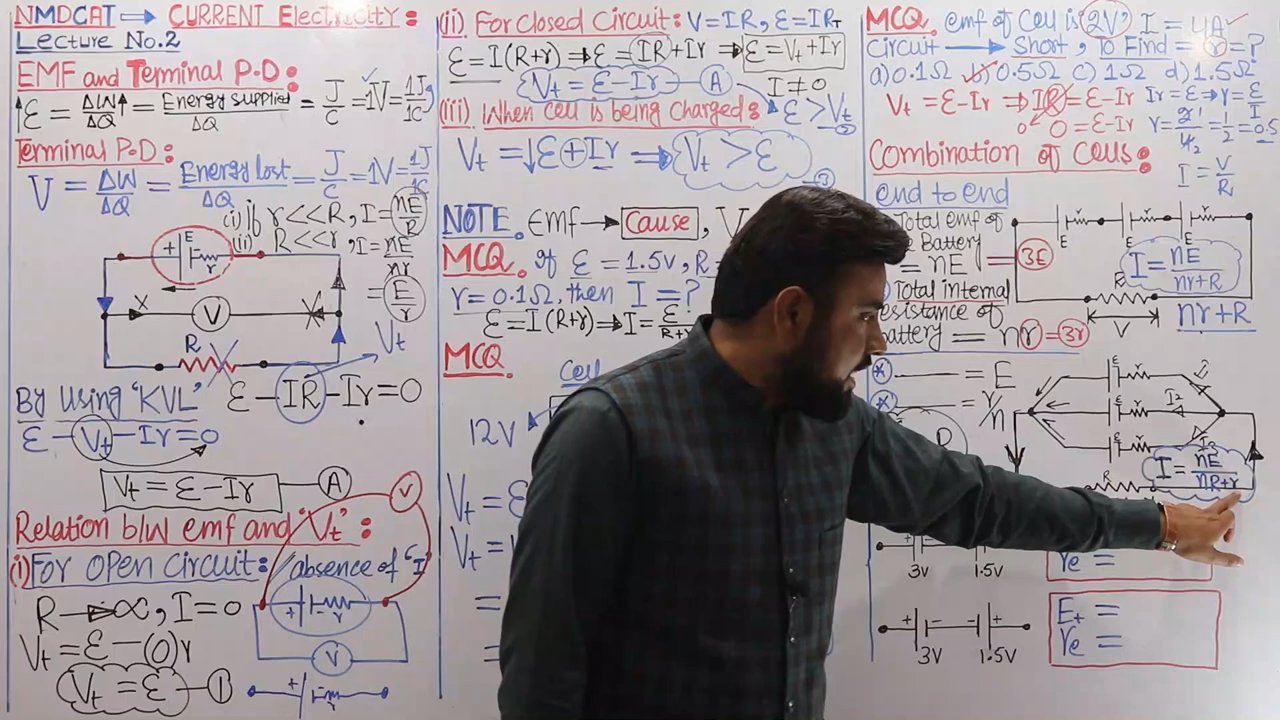 NMDCAT ⇒ CURRENT ElectricITY:
Lecture No.2
EMF and Terminal P.D:
↑ε = ΔW↑/ΔQ = Energy supplied/ΔQ = J/C = 1V = 1J/1C
Terminal P.D:
V = ΔW/ΔQ = Energy lost/ΔQ = J/C = 1V = 1J/1C
(i) If r<<R, I = nE/R
(ii) R<<r, I = nE/nr
= E/r
+ E - r
X V X
R Vt
By Using 'KVL' ε - IR - Ir = 0
ε - Vt - Ir = 0
Vt = ε - Ir — A
V
Relation b/w emf and 'Vt':
(i) For open circuit: absence of 'I'
R → ∞, I = 0
+ - r
Vt = ε - (0)r
V
Vt = ε — 1
+ - r
(ii) For closed Circuit: V = IR, ε = IRT
ε = I(R+r) ⇒ ε = IR + Ir ⇒ ε = Vt + Ir
Vt = ε - Ir — A I ≠ 0
ε > Vt 2
(iii) When cell is being charged:
Vt = ↓ε + Ir ⇒ Vt > ε
3
NOTE. emf → Cause, V
MCQ. If ε = 1.5v, R =
r = 0.1Ω, then I = ?
ε = I(R+r) ⇒ I = ε/R+r
MCQ.
Cell
12V
Vt = ε
Vt =
=
=
MCQ. emf of Cell is 2V, I = 4A
Circuit → Short, To Find = r = ?
a) 0.1Ω b) 0.5Ω c) 1Ω d) 1.5Ω
Vt = ε - Ir ⇒ IR = ε - Ir Ir = ε ⇒ r = ε/I
0 0 = ε - Ir r = 2/4 = 1/2 = 0.5
Combination of Cells:
I = V/R
end to end
Total emf of
Battery
= nE = 3E
r r r
E E E
I = nE/nr+R
Total internal
R
V
nr+R
battery = nr = 3r
= E
= r/n
E r
E r I2
E r I3
R
I = nE/nR+r
R
+
3V 1.5V
re =
+ - - +
3V 1.5V
Et =
re =